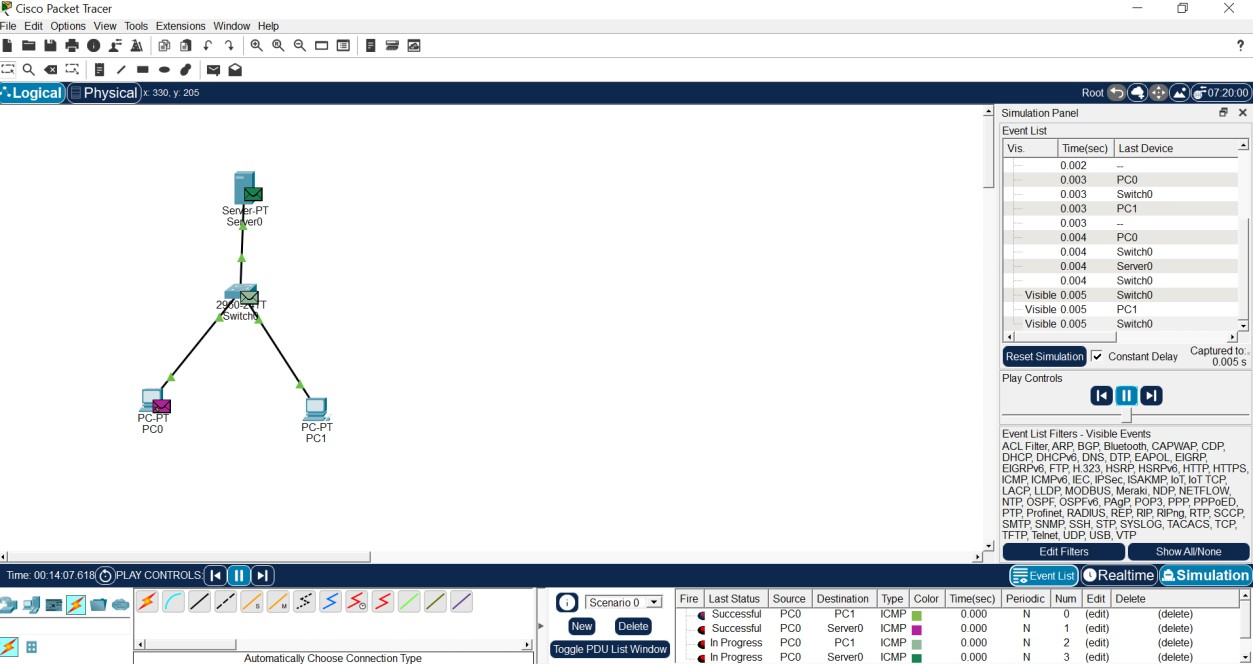 Cisco Packet Tracer
File Edit Options View Tools Extensions Window Help
?
Logical Physical x: 330, y: 205
Root 07:20:00
Server-PT
Server0
Switch0
PC-PT
PC0
PC-PT
PC1
Simulation Panel
Event List
Vis. Time(sec) Last Device
0.002 --
0.003 PC0
0.003 Switch0
0.003 PC1
0.003 --
0.004 PC0
0.004 Switch0
0.004 Server0
0.004 Switch0
Visible 0.005 Switch0
Visible 0.005 PC1
Visible 0.005 Switch0
Reset Simulation Constant Delay Captured to:
0.005 s
Play Controls
Event List Filters - Visible Events
ACL Filter, ARP, BGP, Bluetooth, CAPWAP, CDP,
DHCP, DHCPv6, DNS, DTP, EAPOL, EIGRP,
EIGRPv6, FTP, H.323, HSRP, HSRPv6, HTTP, HTTPS,
ICMP, ICMPv6, IEC, IPSec, ISAKMP, IoT, IoT TCP,
LACP, LLDP, MODBUS, Meraki, NDP, NETFLOW,
NTP, OSPF, OSPFv6, PAgP, POP3, PPP, PPPoED,
PTP, Profinet, RADIUS, REP, RIP, RIPng, RTP, SCCP,
SMTP, SNMP, SSH, STP, SYSLOG, TACACS, TCP,
TFTP, Telnet, UDP, USB, VTP
Edit Filters Show All/None
Time: 00:14:07.618 PLAY CONTROLS:
Event List Realtime Simulation
Automatically Choose Connection Type
Scenario 0
New Delete
Toggle PDU List Window
Fire Last Status Source Destination Type Color Time(sec) Periodic Num Edit Delete
Successful PC0 PC1 ICMP 0.000 N 0 (edit) (delete)
Successful PC0 Server0 ICMP 0.000 N 1 (edit) (delete)
In Progress PC0 PC1 ICMP 0.000 N 2 (edit) (delete)
In Progress PC0 Server0 ICMP 0.000 N 3 (edit) (delete)